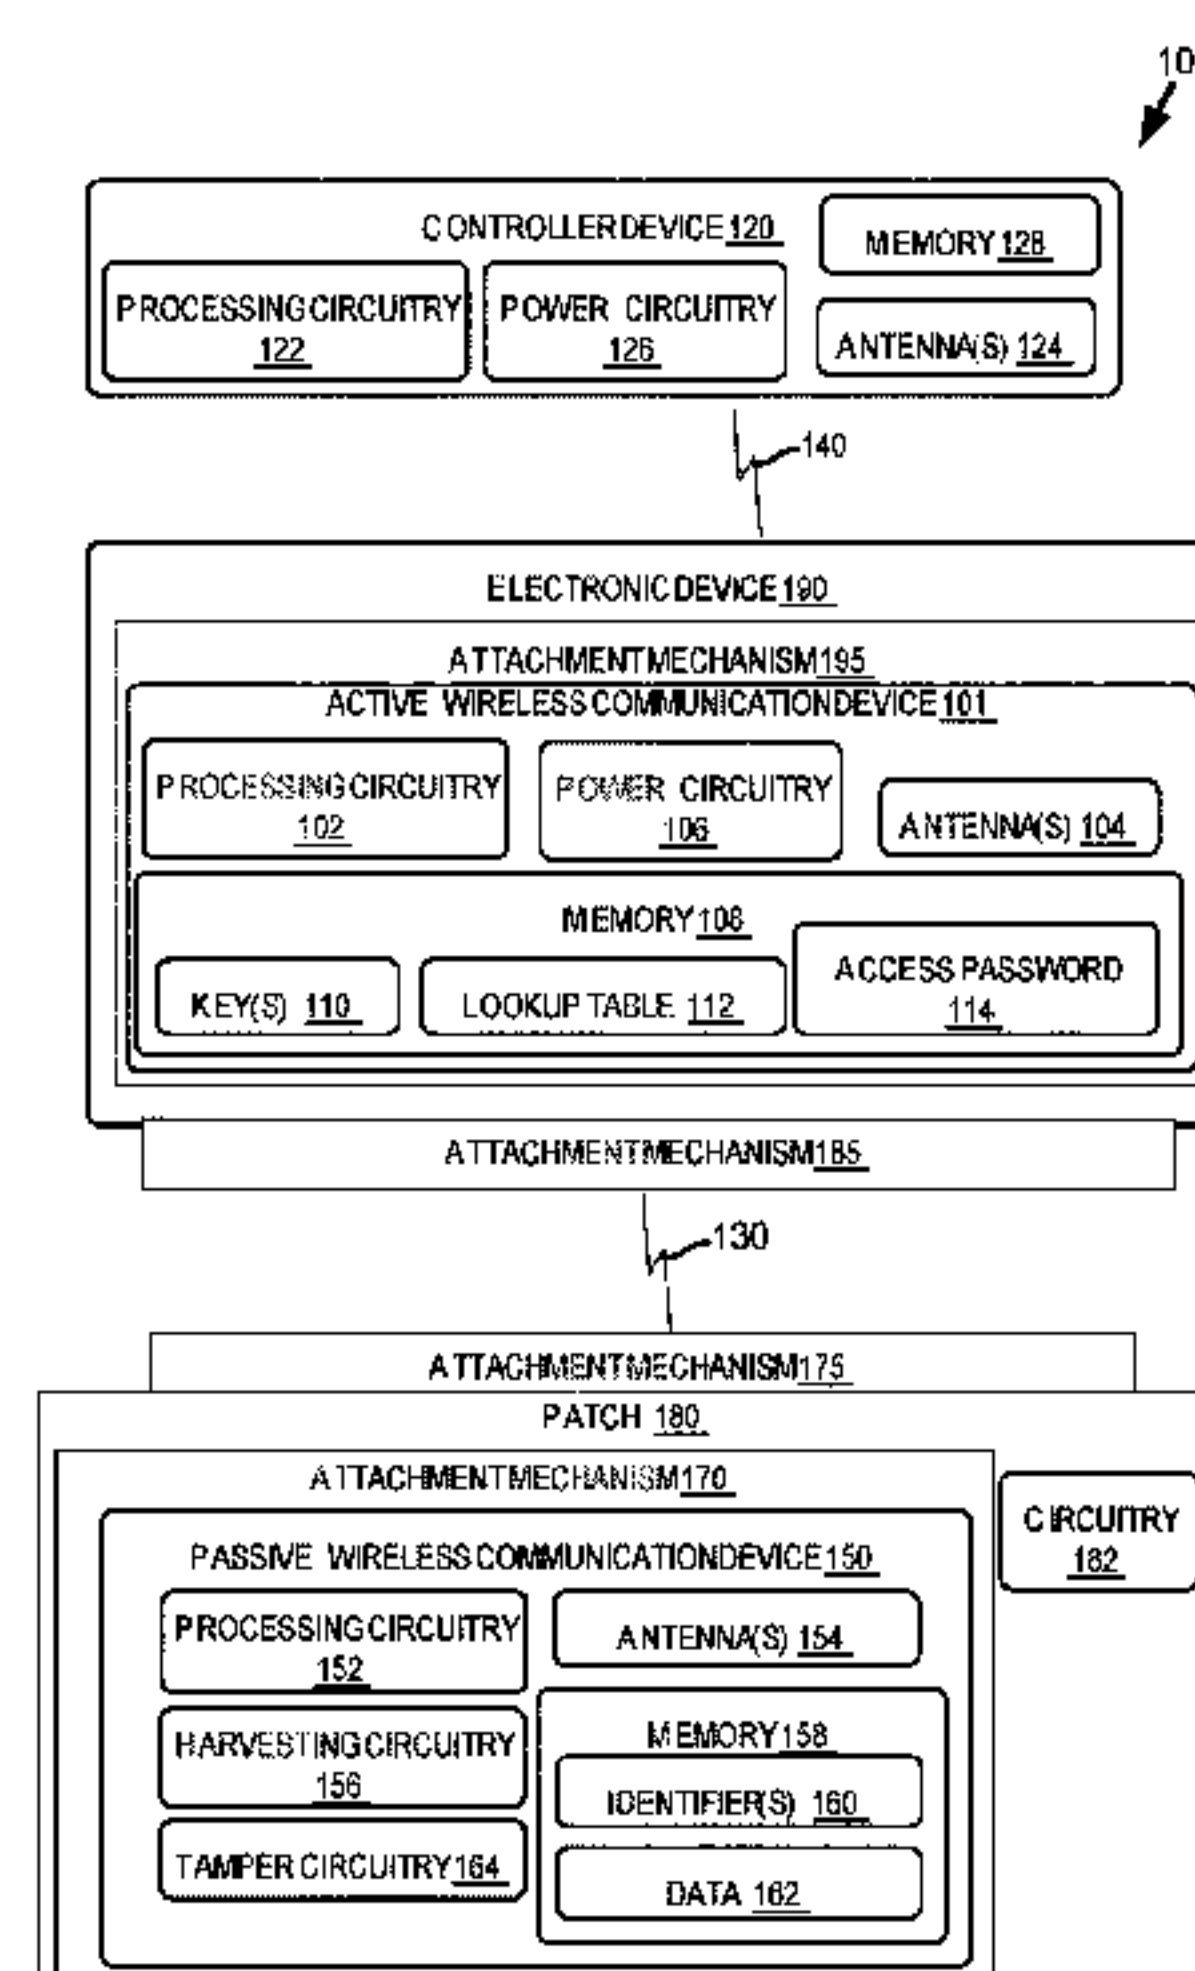 10
CONTROLLER DEVICE 120
MEMORY 128
PROCESSING CIRCUITRY
122
POWER CIRCUITRY
126
ANTENNA(S) 124
140
ELECTRONIC DEVICE 190
ATTACHMENT MECHANISM 195
ACTIVE WIRELESS COMMUNICATION DEVICE 101
PROCESSING CIRCUITRY
102
POWER CIRCUITRY
106
ANTENNA(S) 104
MEMORY 108
KEY(S) 110
LOOKUP TABLE 112
ACCESS PASSWORD
114
ATTACHMENT MECHANISM 185
130
ATTACHMENT MECHANISM 175
PATCH 180
ATTACHMENT MECHANISM 170
CIRCUITRY
182
PASSIVE WIRELESS COMMUNICATION DEVICE 150
PROCESSING CIRCUITRY
152
ANTENNA(S) 154
HARVESTING CIRCUITRY
156
MEMORY 158
IDENTIFIER(S) 160
TAMPER CIRCUITRY 164
DATA 162